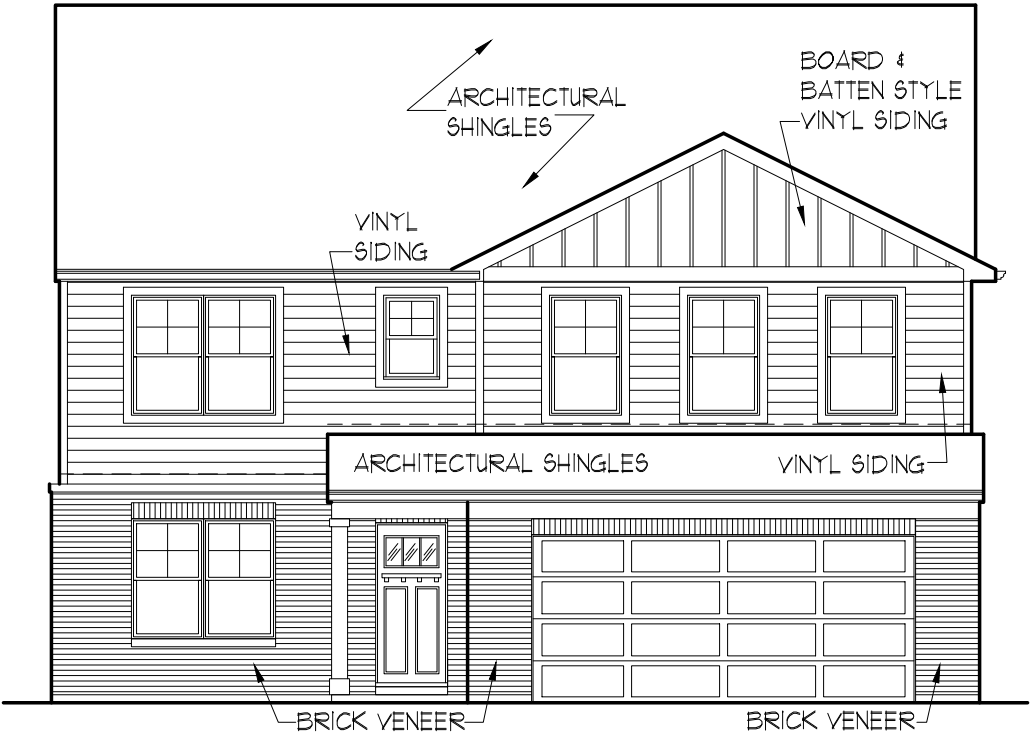 BOARD &
BATTEN STYLE
VINYL SIDING
ARCHITECTURAL
SHINGLES
VINYL
SIDING
ARCHITECTURAL SHINGLES
VINYL SIDING
BRICK VENEER
BRICK VENEER